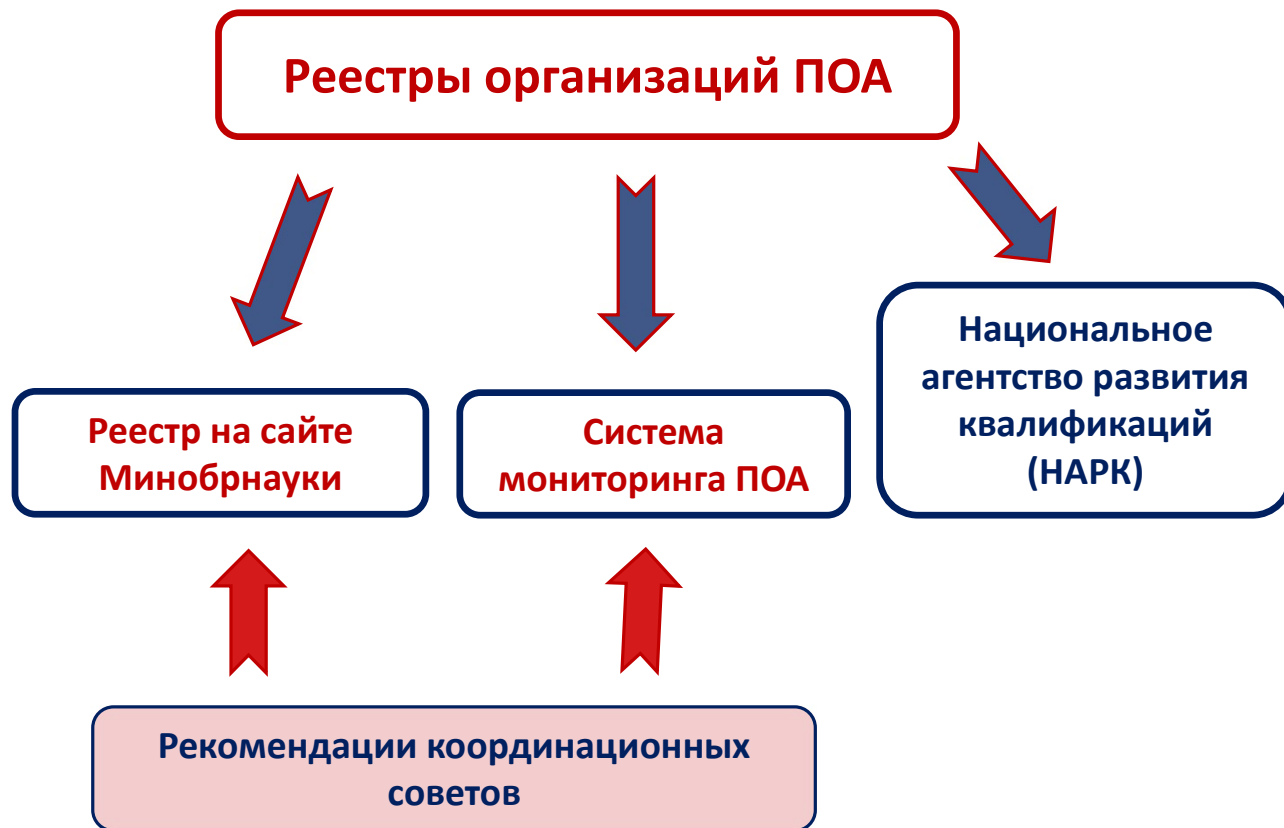 Реестры организаций ПОА
Реестр на сайте
Минобрнауки
Система
мониторинга ПОА
Национальное
агентство развития
квалификаций
(НАРК)
Рекомендации координационных
советов